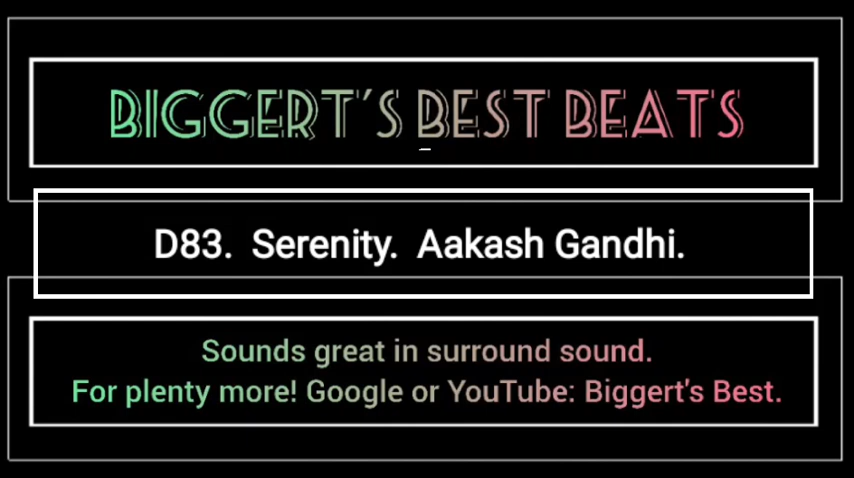 BIGGERT'S BEST BEATS
D83. Serenity. Aakash Gandhi.
Sounds great in surround sound.
For plenty more! Google or YouTube: Biggert's Best.